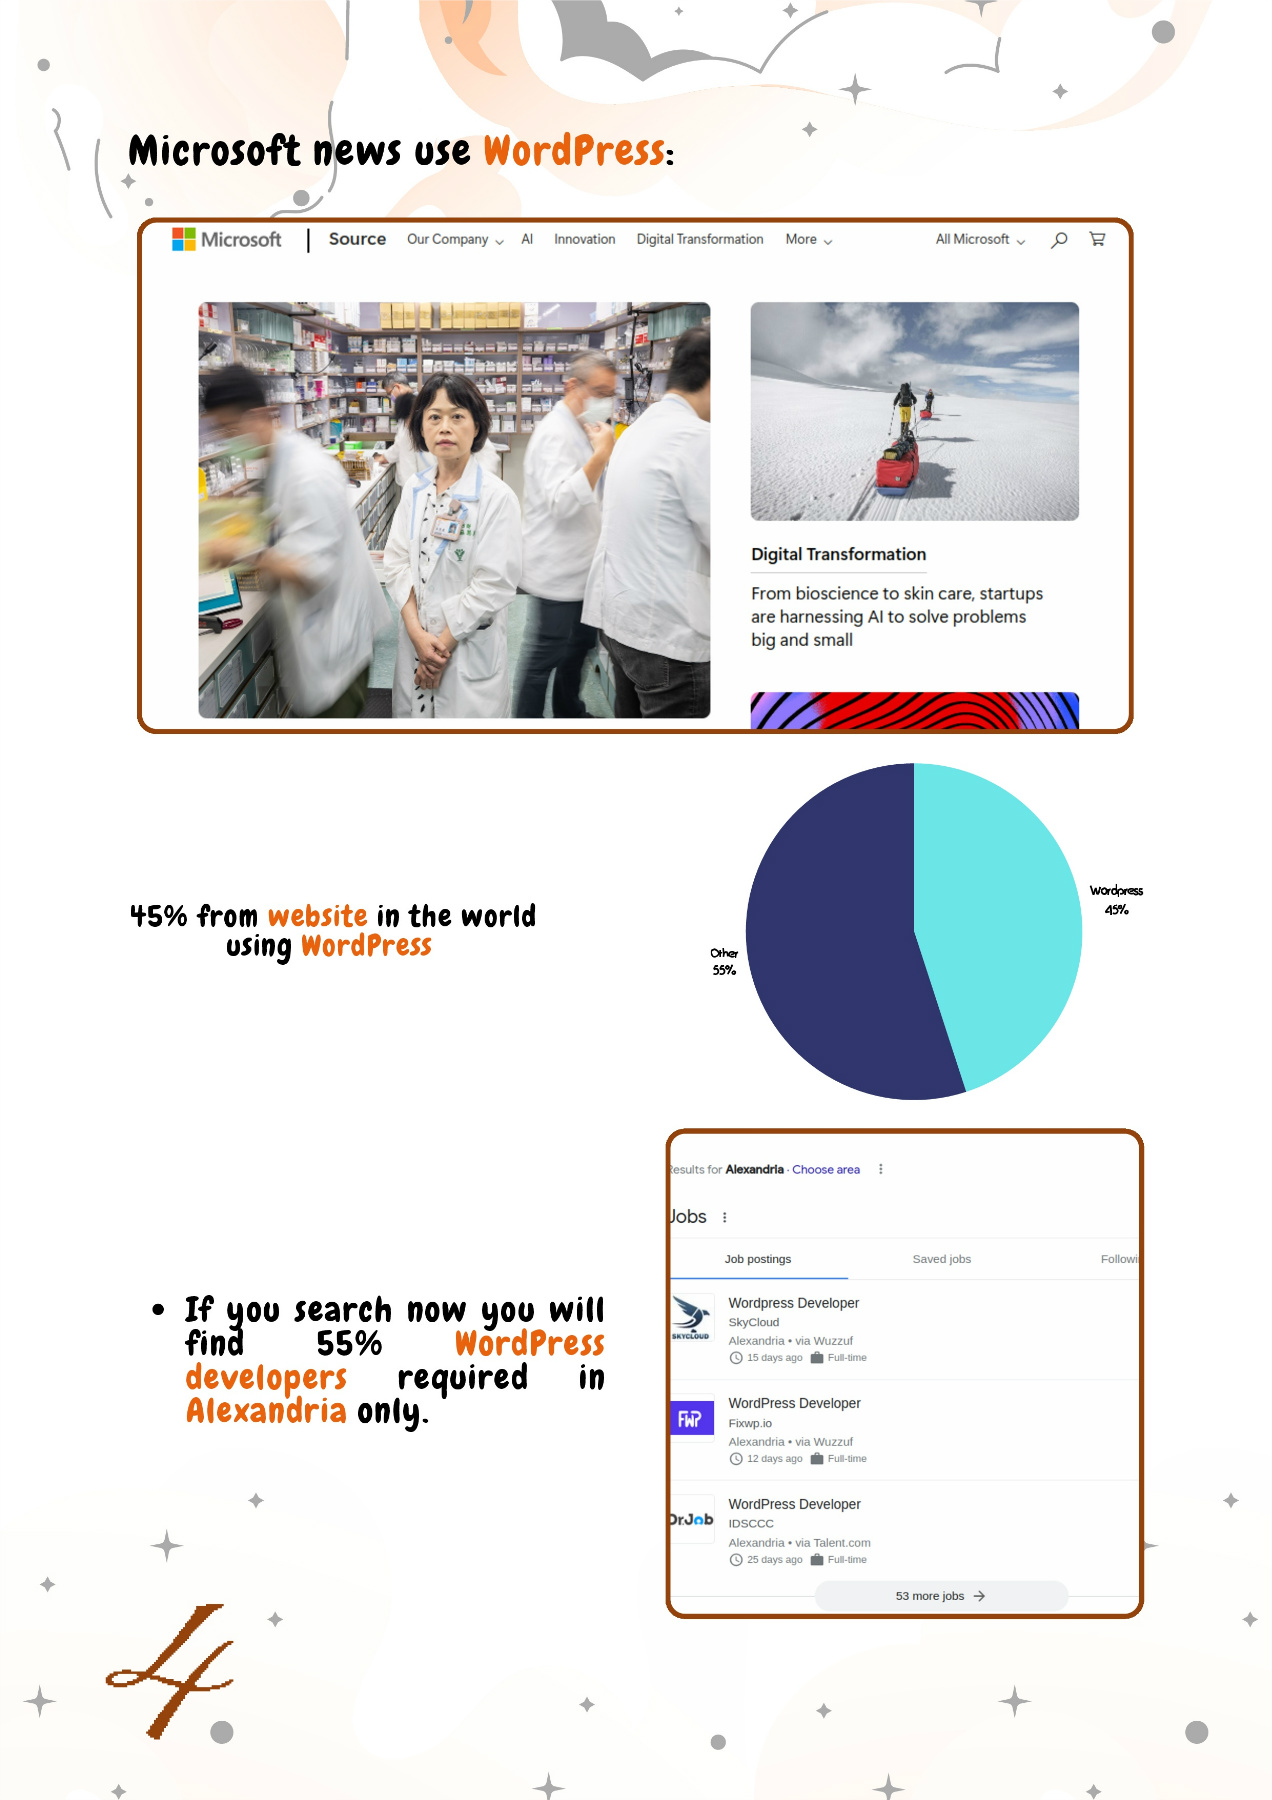 Microsoft news use WordPress:
Microsoft | Source Our Company AI Innovation Digital Transformation More All Microsoft
Digital Transformation
From bioscience to skin care, startups
are harnessing AI to solve problems
big and small
Wordpress
45%
45% from website in the world
using WordPress
Other
55%
Results for Alexandria · Choose area
Jobs
Job postings Saved jobs Followi
Wordpress Developer
SkyCloud
SKYCLOUD
Alexandria • via Wuzzuf
15 days ago Full-time
If you search now you will
find 55% WordPress
developers required in
Alexandria only.
WordPress Developer
FWP
Fixwp.io
Alexandria • via Wuzzuf
12 days ago Full-time
WordPress Developer
Dr.Job
IDSCCC
Alexandria • via Talent.com
25 days ago Full-time
53 more jobs
4